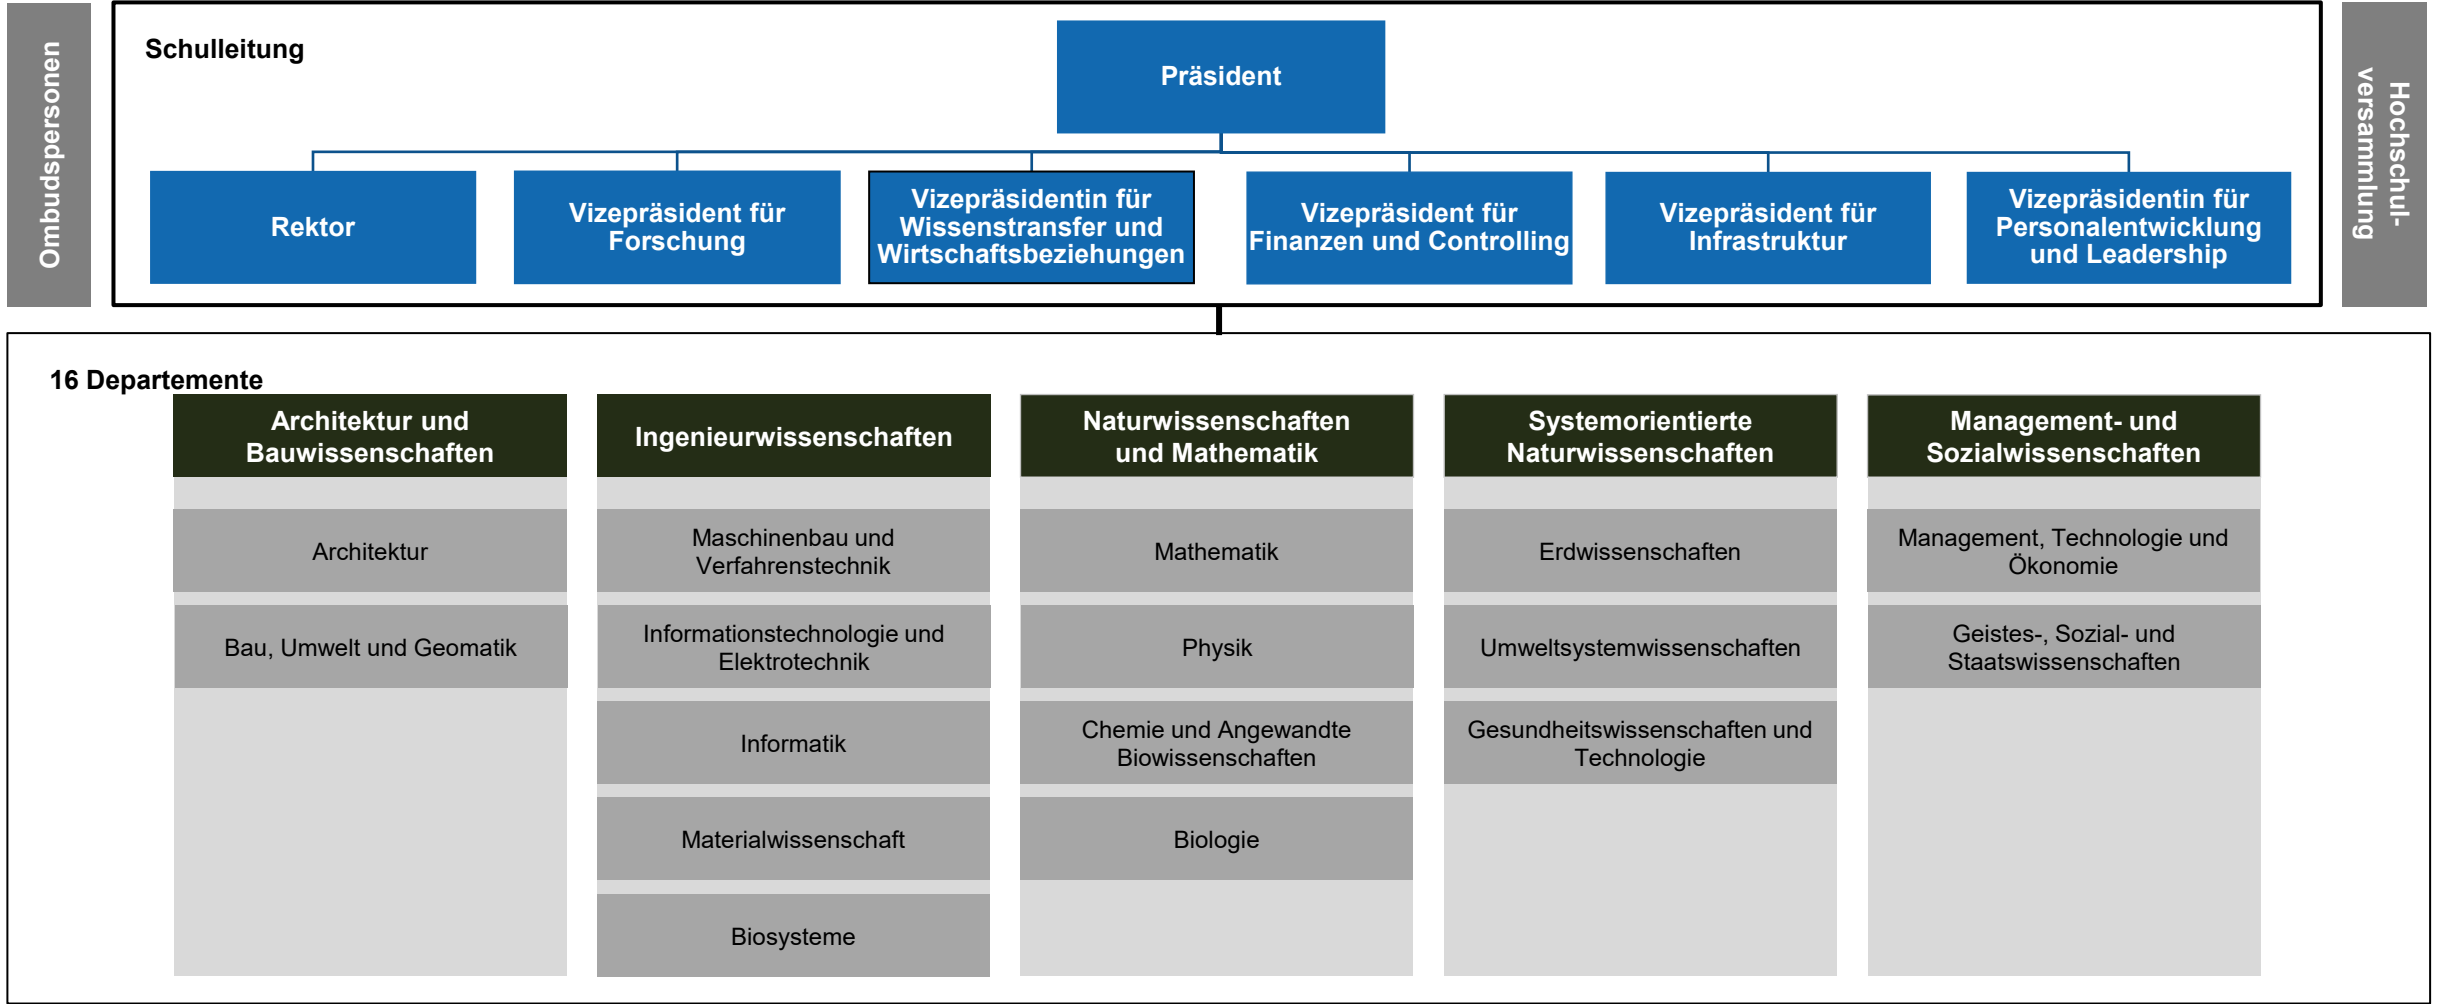 Ombudspersonen
Schulleitung
Präsident
Rektor
Vizepräsident für
Forschung
Vizepräsidentin für
Wissenstransfer und
Wirtschaftsbeziehungen
Vizepräsident für
Finanzen und Controlling
Vizepräsident für
Infrastruktur
Vizepräsidentin für
Personalentwicklung
und Leadership
Hochschul-
versammlung
16 Departemente
Architektur und
Bauwissenschaften
Architektur
Bau, Umwelt und Geomatik
Ingenieurwissenschaften
Maschinenbau und
Verfahrenstechnik
Informationstechnologie und
Elektrotechnik
Informatik
Materialwissenschaft
Biosysteme
Naturwissenschaften
und Mathematik
Mathematik
Physik
Chemie und Angewandte
Biowissenschaften
Biologie
Systemorientierte
Naturwissenschaften
Erdwissenschaften
Umweltsystemwissenschaften
Gesundheitswissenschaften und
Technologie
Management- und
Sozialwissenschaften
Management, Technologie und
Ökonomie
Geistes-, Sozial- und
Staatswissenschaften